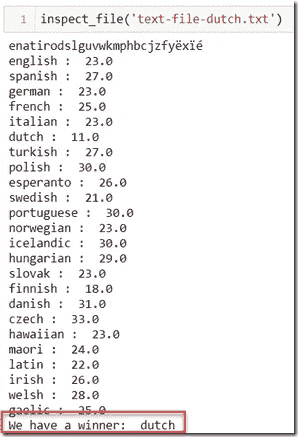 1 inspect_file('text-file-dutch.txt')
enatirodslguvwkmphbcjzfyëxïé
english : 23.0
spanish : 27.0
german : 23.0
french : 25.0
italian : 23.0
dutch : 11.0
turkish : 27.0
polish : 30.0
esperanto : 26.0
swedish : 21.0
portuguese : 30.0
norwegian : 23.0
icelandic : 30.0
hungarian : 29.0
slovak : 23.0
finnish : 18.0
danish : 31.0
czech : 33.0
hawaiian : 23.0
maori : 24.0
latin : 22.0
irish : 26.0
welsh : 28.0
gaelic : 25.0
We have a winner: dutch